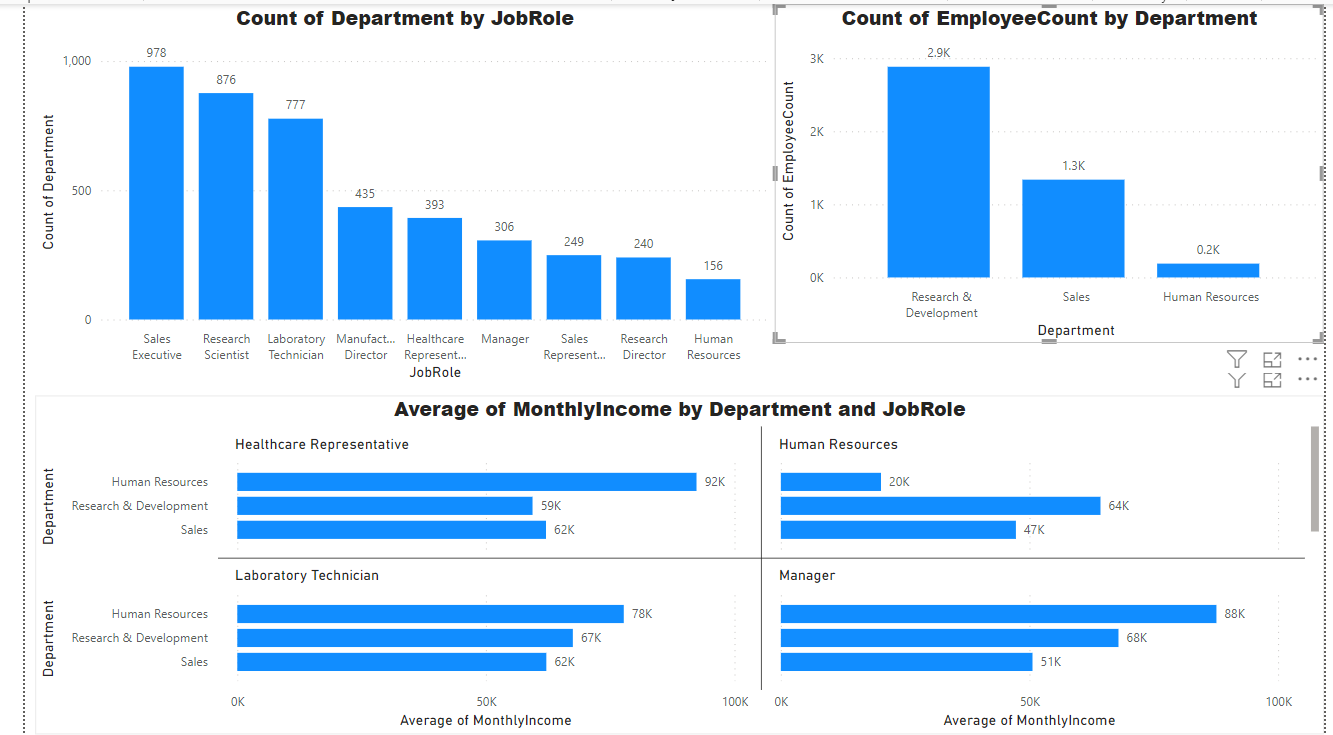 Count of Department by JobRole
Count of Department
1,000
500
0
978
876
777
435
393
306
249
240
156
Sales
Executive
Research
Scientist
Laboratory
Technician
Manufact...
Director
Healthcare
Represent...
Manager
Sales
Represent...
Research
Director
Human
Resources
JobRole
Count of EmployeeCount by Department
Count of EmployeeCount
3K
2K
1K
0K
2.9K
1.3K
0.2K
Research &
Development
Sales
Human Resources
Department
Average of MonthlyIncome by Department and JobRole
Department
Healthcare Representative
Human Resources
92K
Research & Development
59K
Sales
62K
Human Resources
20K
64K
47K
Department
Laboratory Technician
Human Resources
78K
Research & Development
67K
Sales
62K
Manager
88K
68K
51K
0K
50K
100K
Average of MonthlyIncome
0K
50K
100K
Average of MonthlyIncome